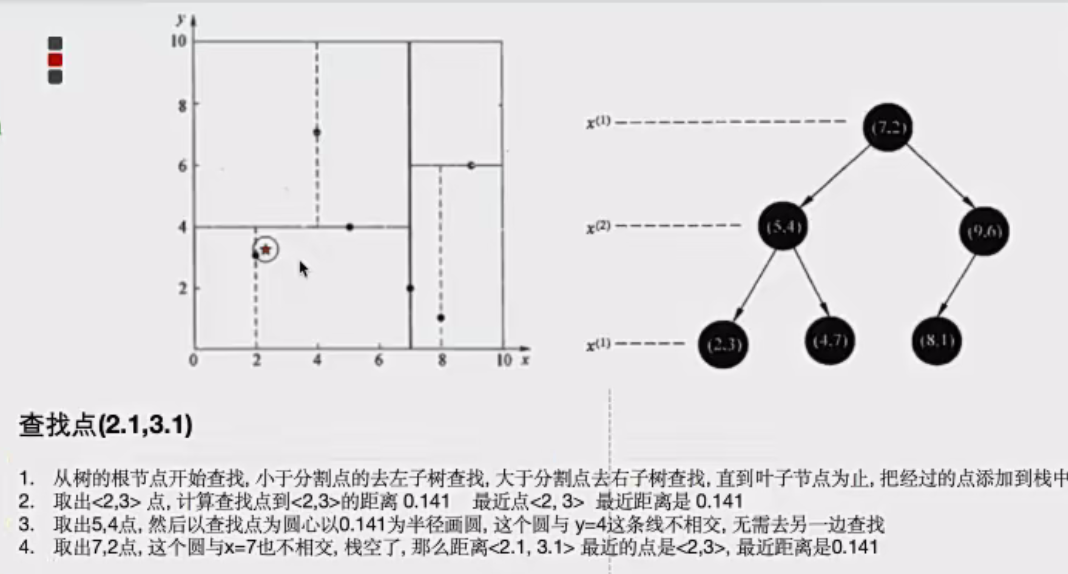 y
10
8
6
4
2
0 2 4 6 8 10 x
x(1) (7,2)
x(2) (5,4) (9,6)
x(1) (2,3) (4,7) (8,1)
查找点(2.1,3.1)
1. 从树的根节点开始查找, 小于分割点的去左子树查找, 大于分割点去右子树查找, 直到叶子节点为止, 把经过的点添加到栈中
2. 取出<2,3> 点, 计算查找点到<2,3>的距离 0.141 最近点<2, 3> 最近距离是 0.141
3. 取出5,4点, 然后以查找点为圆心以0.141为半径画圆, 这个圆与 y=4这条线不相交, 无需去另一边查找
4. 取出7,2点, 这个圆与x=7也不相交, 栈空了, 那么距离<2.1, 3.1> 最近的点是<2,3>, 最近距离是0.141